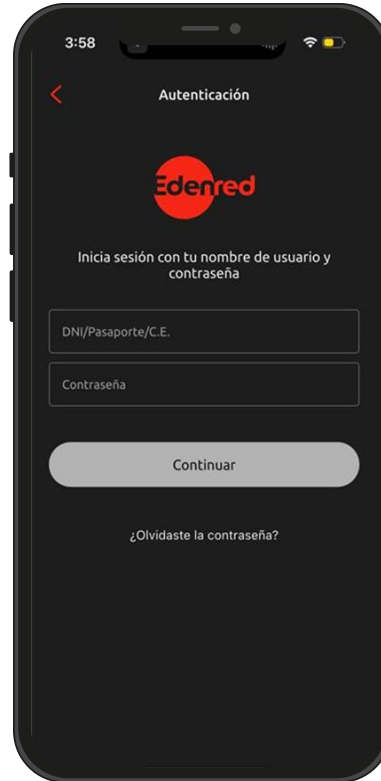 3:58
Autenticación
Edenred
Inicia sesión con tu nombre de usuario y
contraseña
DNI/Pasaporte/C.E.
Contraseña
Continuar
¿Olvidaste la contraseña?